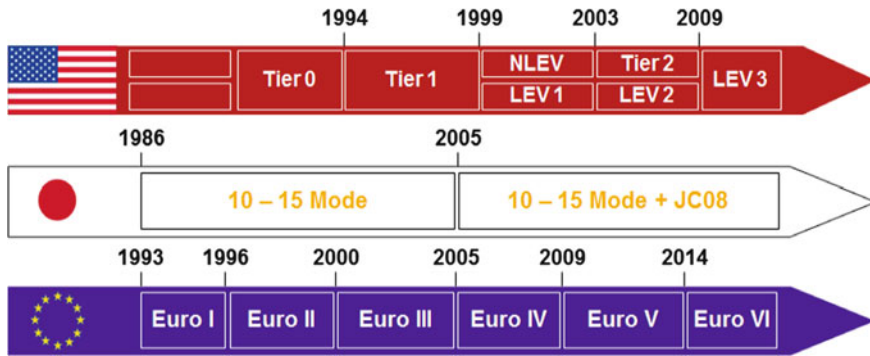 1994 1999 2003 2009
Tier 0 Tier 1 NLEV Tier 2 LEV 3
LEV 1 LEV 2
1986 2005
10 – 15 Mode 10 – 15 Mode + JC08
1993 1996 2000 2005 2009 2014
Euro I Euro II Euro III Euro IV Euro V Euro VI